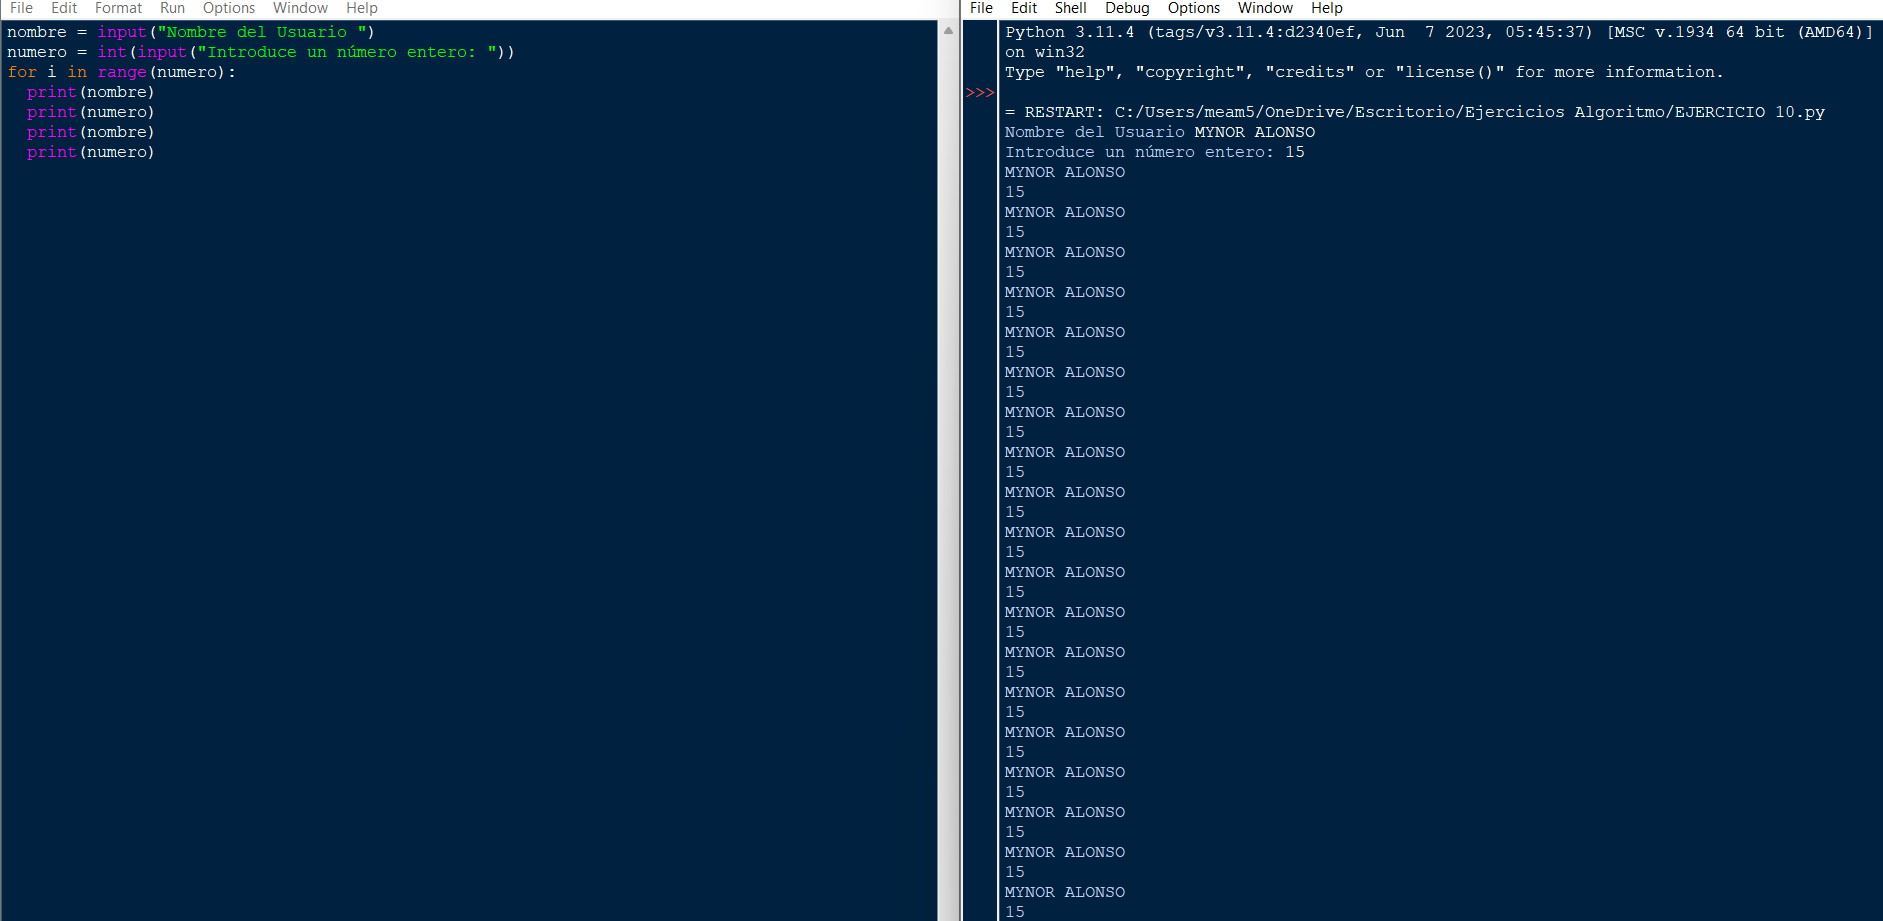 File Edit Format Run Options Window Help
nombre = input("Nombre del Usuario ")
numero = int(input("Introduce un número entero: "))
for i in range(numero):
  print(nombre)
  print(numero)
  print(nombre)
  print(numero)
File Edit Shell Debug Options Window Help
Python 3.11.4 (tags/v3.11.4:d2340ef, Jun  7 2023, 05:45:37) [MSC v.1934 64 bit (AMD64)]
on win32
Type "help", "copyright", "credits" or "license()" for more information.
>>>
= RESTART: C:/Users/meam5/OneDrive/Escritorio/Ejercicios Algoritmo/EJERCICIO 10.py
Nombre del Usuario MYNOR ALONSO
Introduce un número entero: 15
MYNOR ALONSO
15
MYNOR ALONSO
15
MYNOR ALONSO
15
MYNOR ALONSO
15
MYNOR ALONSO
15
MYNOR ALONSO
15
MYNOR ALONSO
15
MYNOR ALONSO
15
MYNOR ALONSO
15
MYNOR ALONSO
15
MYNOR ALONSO
15
MYNOR ALONSO
15
MYNOR ALONSO
15
MYNOR ALONSO
15
MYNOR ALONSO
15
MYNOR ALONSO
15
MYNOR ALONSO
15
MYNOR ALONSO
15
MYNOR ALONSO
15